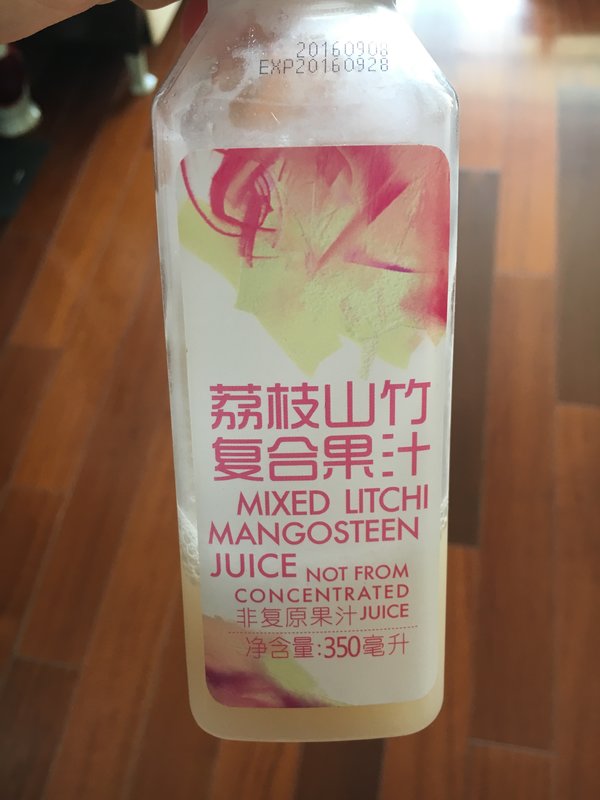 20160908
EXP20160928
荔枝山竹
复合果汁
MIXED LITCHI
MANGOSTEEN
JUICE NOT FROM
CONCENTRATED
非复原果汁JUICE
净含量:350毫升